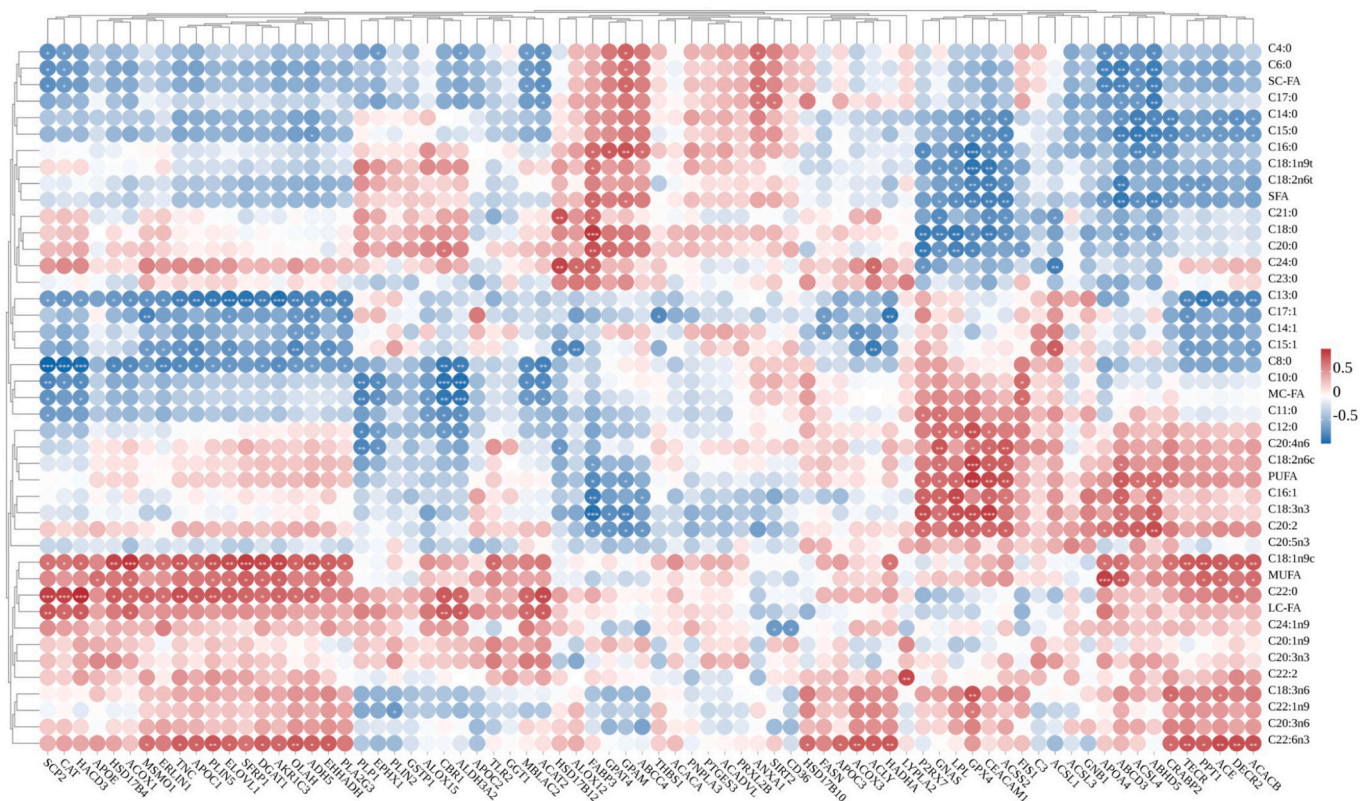 C4:0
C6:0
SC-FA
C17:0
C14:0
C15:0
C16:0
C18:1n9t
C18:2n6t
SFA
C21:0
C18:0
C20:0
C24:0
C23:0
C13:0
C17:1
C14:1
C15:1
C8:0
C10:0
MC-FA
C11:0
C12:0
C20:4n6
C18:2n6c
PUFA
C16:1
C18:3n3
C20:2
C20:5n3
C18:1n9c
MUFA
C22:0
LC-FA
C24:1n9
C20:1n9
C20:3n3
C22:2
C18:3n6
C22:1n9
C20:3n6
C22:6n3
0.5
0
-0.5
SCP2
CAT
HACD3
APOE
HSD17B4
ACOX1
MSMO1
ERLIN1
TNC
APOC1
PLIN5
ELOVL1
SERP1
DGAT1
AKR1C3
OLAH
ADH5
EHHADH
PLA2G3
PLP1
EPHX1
PLIN2
GSTP1
ALOX15
CBR1
ALDH3A2
APOC2
TLR2
GGT1
MBLAC2
ACAT2
HSD17B12
ALOX12
FABP3
GPAT4
GPAM
ABCC4
THBS1
ACACA
PNPLA3
PTGES3
ACADVL
PRXL2B
ANXA1
SIRT2
CD36
HSD17B10
FASN
APOC3
ACOX3
ACLY
HADHA
LYPLA2
P2RX7
GNAS
LPL
GPX4
CEACAM1
ACSS2
FIS1
C3
ACSL1
ACSL3
GNB1
APOA4
ABCD3
ACSL4
ABHD5
CRABP2
TECR
PPT1
ACE
DECR2
ACACB